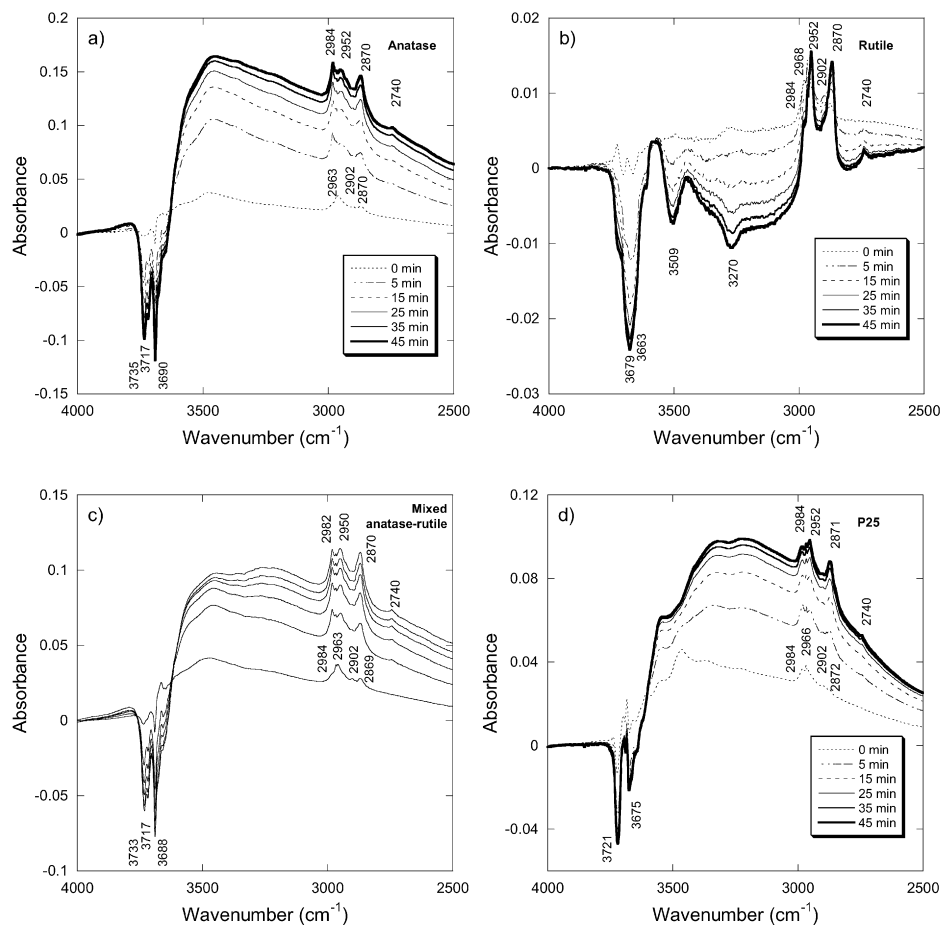 0.2
a)
2984
2952
2870
2740
Anatase
0.15
0.1
2963
2902
2870
0.05
0
-0.05
-0.1
-0.15
3735
3717
3690
0 min
5 min
15 min
25 min
35 min
45 min
Absorbance
4000
3500
3000
2500
Wavenumber (cm-1)
0.02
b)
2984
2968
2952
2902
2870
2740
Rutile
0.01
0
-0.01
-0.02
-0.03
3679
3663
3509
3270
0 min
5 min
15 min
25 min
35 min
45 min
Absorbance
4000
3500
3000
2500
Wavenumber (cm-1)
0.15
c)
2982
2950
2870
2740
Mixed
anatase-rutile
0.1
0.05
2984
2963
2902
2869
0
-0.05
-0.1
3733
3717
3688
Absorbance
4000
3500
3000
2500
Wavenumber (cm-1)
0.12
d)
2984
2952
2871
2740
P25
0.08
0.04
2984
2966
2902
2872
0
-0.04
3721
3675
0 min
5 min
15 min
25 min
35 min
45 min
Absorbance
4000
3500
3000
2500
Wavenumber (cm-1)